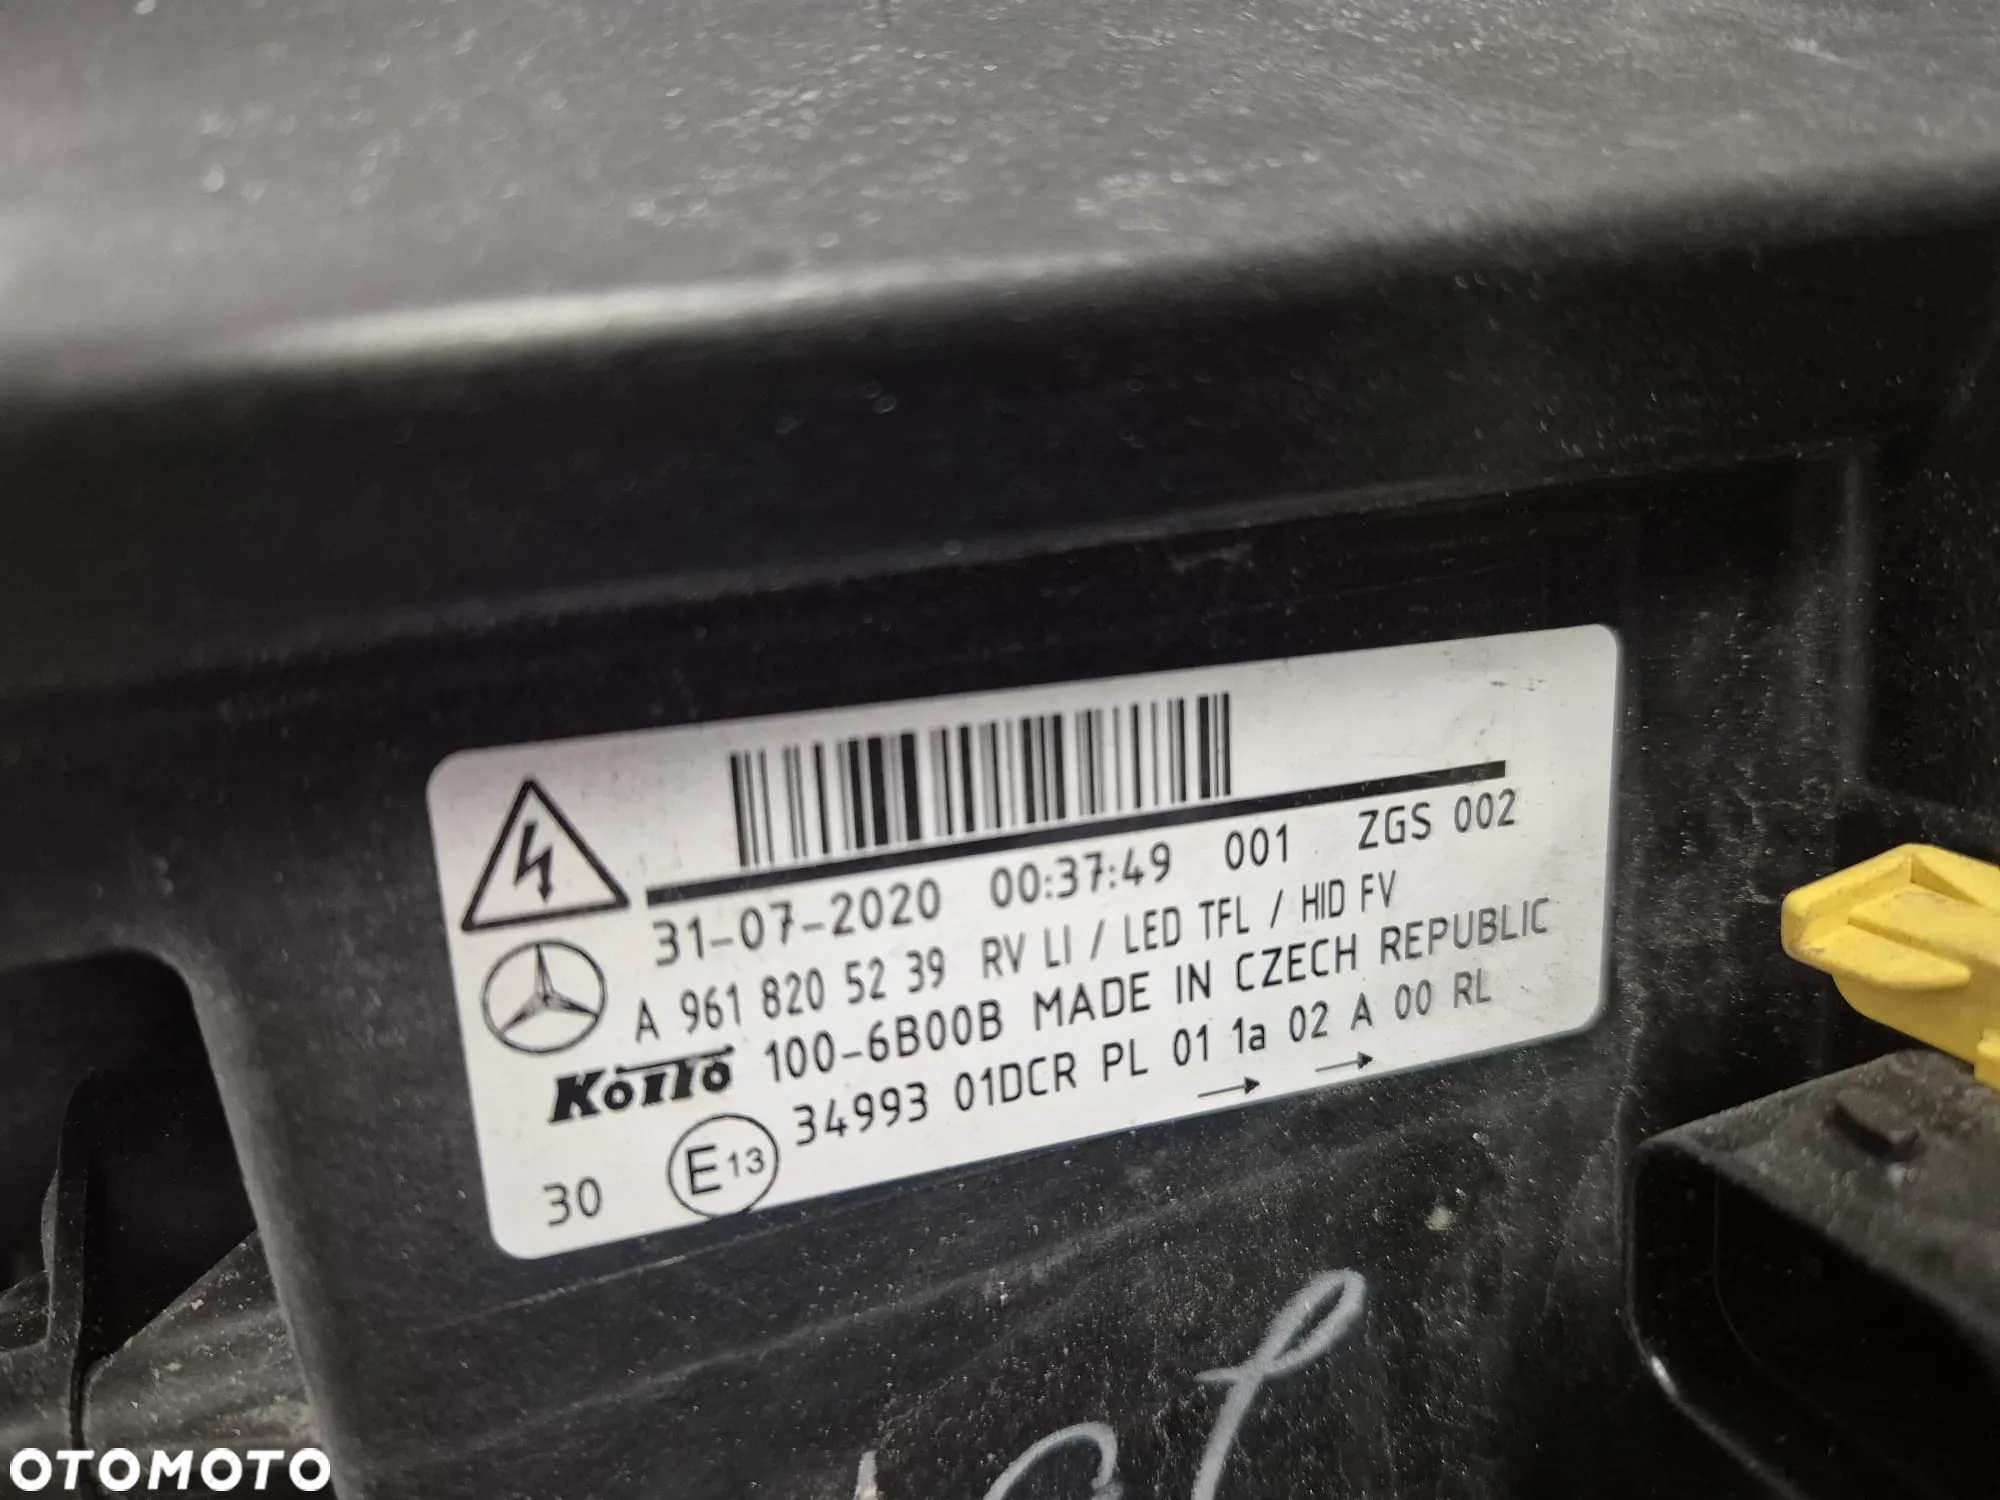 31-07-2020 00:37:49 001 ZGS 002
A 961 820 52 39 RV LI / LED TFL / HID FV
Koito 100-6B00B MADE IN CZECH REPUBLIC
30 E13 34993 01DCR PL 01 1a 02 A 00 RL
OTOMOTO